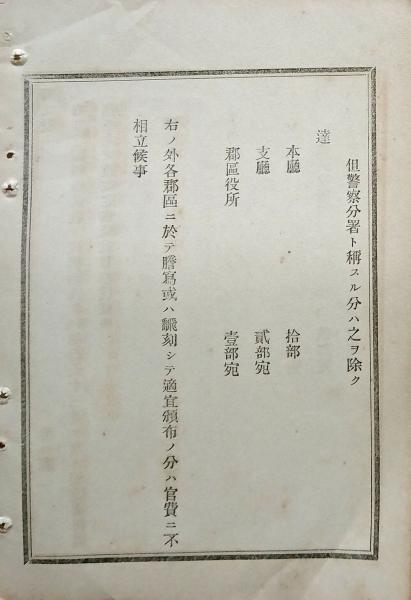 但警察分署ト稱スル分ハ之ヲ除ク
達
本廳 拾部
支廳 貳部宛
郡區役所 壹部宛
右ノ外各郡區ニ於テ謄寫或ハ飜刻シテ適宜頒布ノ分ハ官費ニ不
相立候事